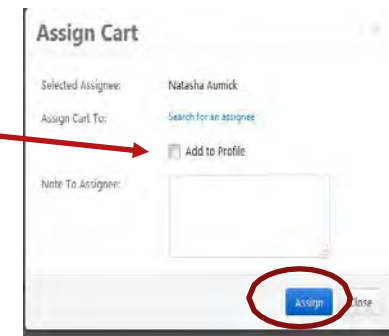 Assign Cart
Selected Assignee: Natasha Aumick
Assign Cart To: Search for an assignee
Add to Profile
Note To Assignee:
Assign Close